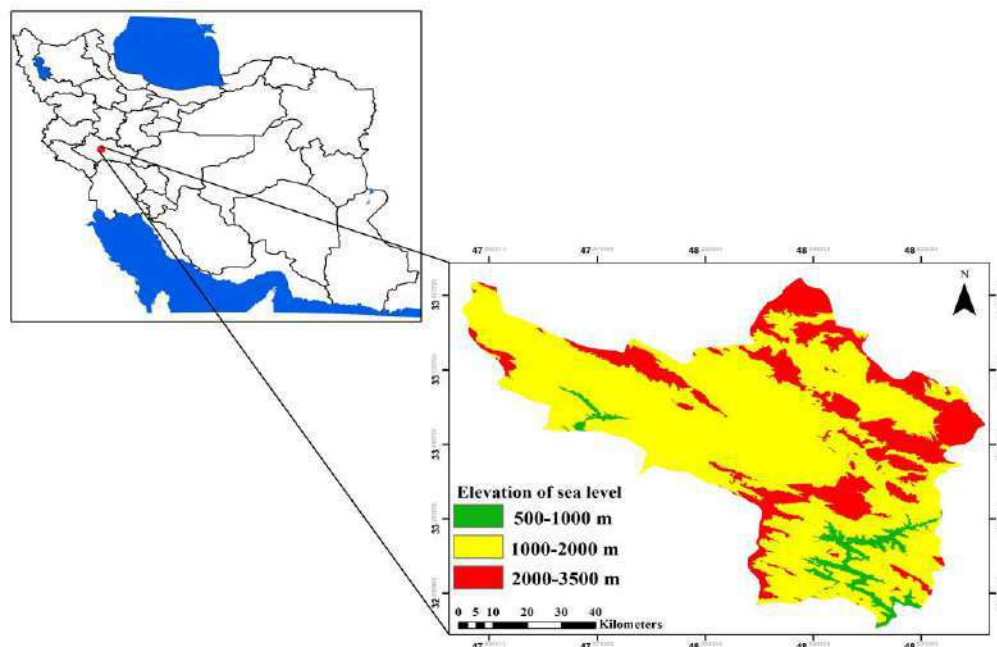 47 47 48 48 48
N
33
33
33
33
32
Elevation of sea level
500-1000 m
1000-2000 m
2000-3500 m
0 5 10 20 30 40
Kilometers
47 47 48 48 48